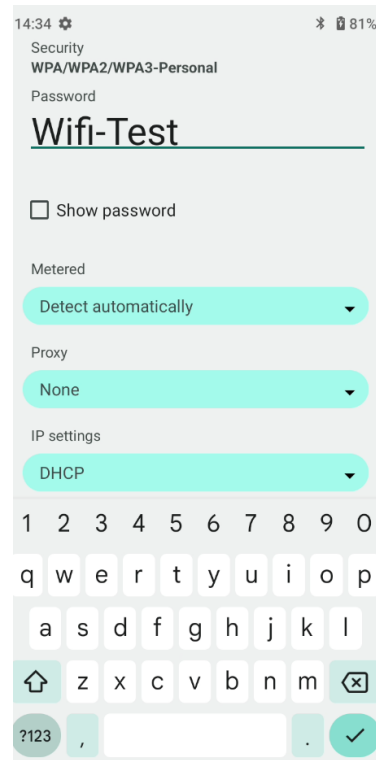 14:34 81%
Security
WPA/WPA2/WPA3-Personal
Password
Wifi-Test
Show password
Metered
Detect automatically
Proxy
None
IP settings
DHCP
1 2 3 4 5 6 7 8 9 0
q w e r t y u i o p
a s d f g h j k l
z x c v b n m
?123 , .